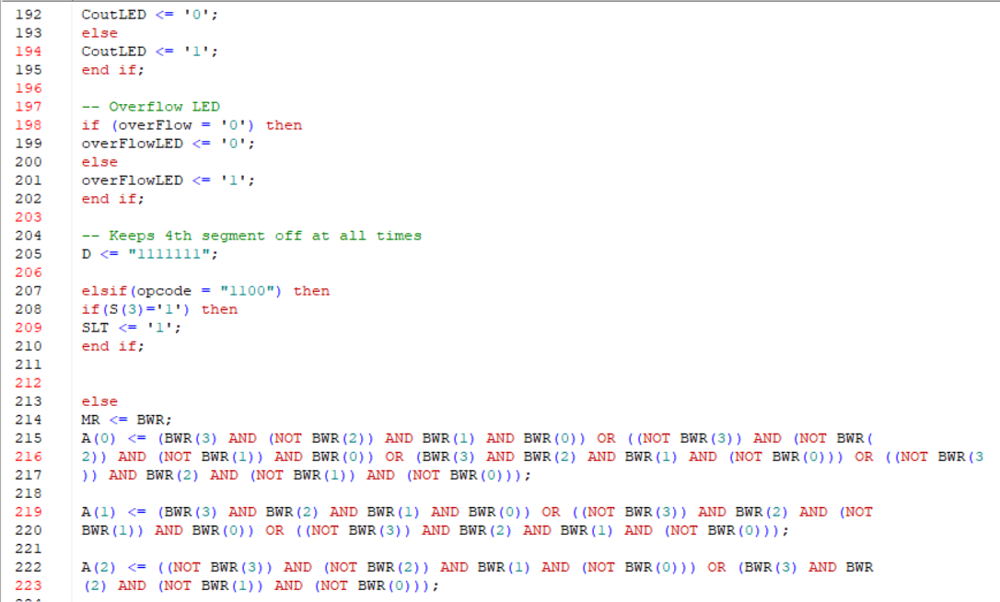 192 CoutLED <= '0';
193 else
194 CoutLED <= '1';
195 end if;
196
197 -- Overflow LED
198 if (overFlow = '0') then
199 overFlowLED <= '0';
200 else
201 overFlowLED <= '1';
202 end if;
203
204 -- Keeps 4th segment off at all times
205 D <= "1111111";
206
207 elsif(opcode = "1100") then
208 if(S(3)='1') then
209 SLT <= '1';
210 end if;
211
212
213 else
214 MR <= BWR;
215 A(0) <= (BWR(3) AND (NOT BWR(2)) AND BWR(1) AND BWR(0)) OR ((NOT BWR(3)) AND (NOT BWR(
216 2)) AND (NOT BWR(1)) AND BWR(0)) OR (BWR(3) AND BWR(2) AND BWR(1) AND (NOT BWR(0))) OR ((NOT BWR(3
217 )) AND BWR(2) AND (NOT BWR(1)) AND (NOT BWR(0)));
218
219 A(1) <= (BWR(3) AND BWR(2) AND BWR(1) AND BWR(0)) OR ((NOT BWR(3)) AND BWR(2) AND (NOT
220 BWR(1)) AND BWR(0)) OR ((NOT BWR(3)) AND BWR(2) AND BWR(1) AND (NOT BWR(0)));
221
222 A(2) <= ((NOT BWR(3)) AND (NOT BWR(2)) AND BWR(1) AND (NOT BWR(0))) OR (BWR(3) AND BWR
223 (2) AND (NOT BWR(1)) AND (NOT BWR(0)));